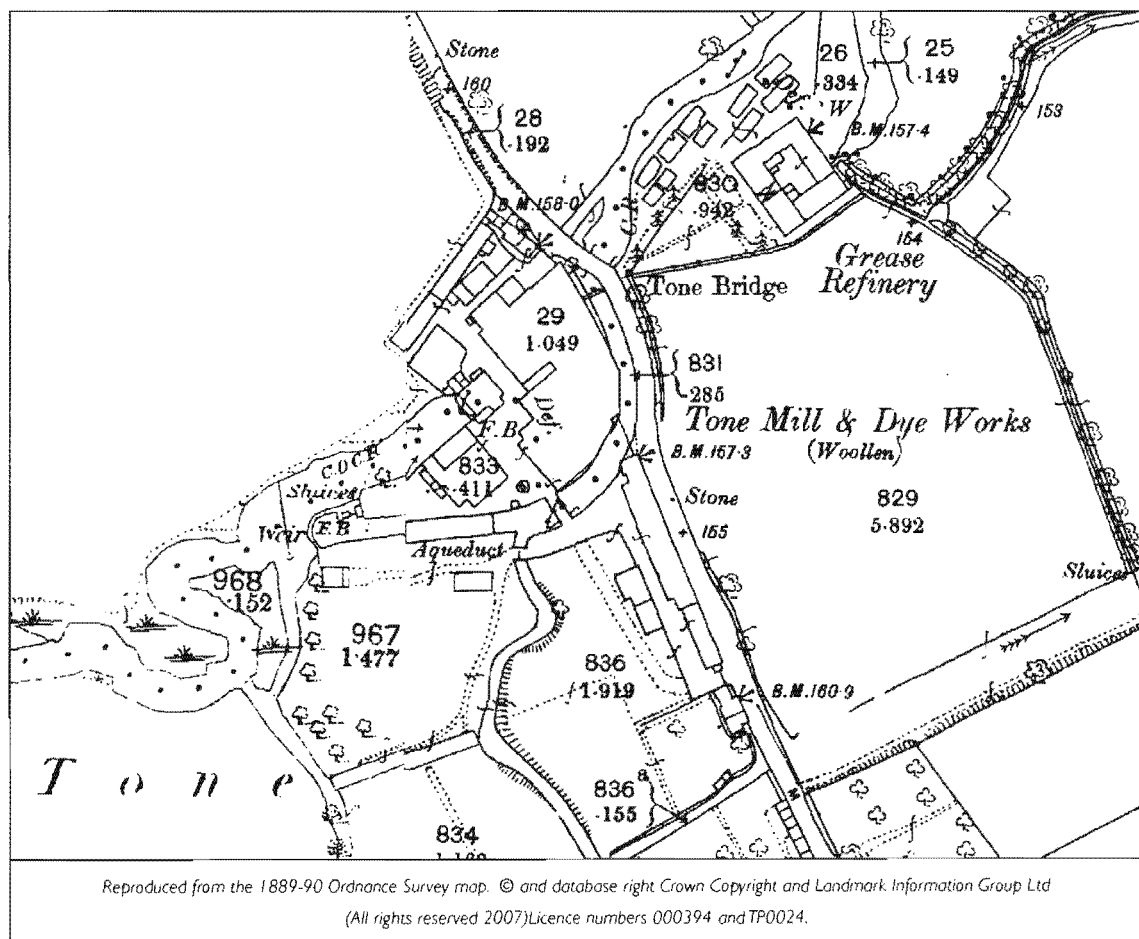 Stone
160
28
·192
26
·334
25
·149
W
B.M.157·4
153
B.M.158·0
830
·942
154
Grease
Refinery
Tone Bridge
29
1·049
Def.
831
·285
Tone Mill & Dye Works
(Woollen)
F.B
B.M.157·3
833
·411
Sluices
829
5·892
Stone
155
Weir
F.B
Aqueduct
Sluices
968
·152
967
1·477
836
1·919
B.M.160·9
Tone
836a
·155
834
Reproduced from the 1889-90 Ordnance Survey map. © and database right Crown Copyright and Landmark Information Group Ltd
(All rights reserved 2007)Licence numbers 000394 and TP0024.